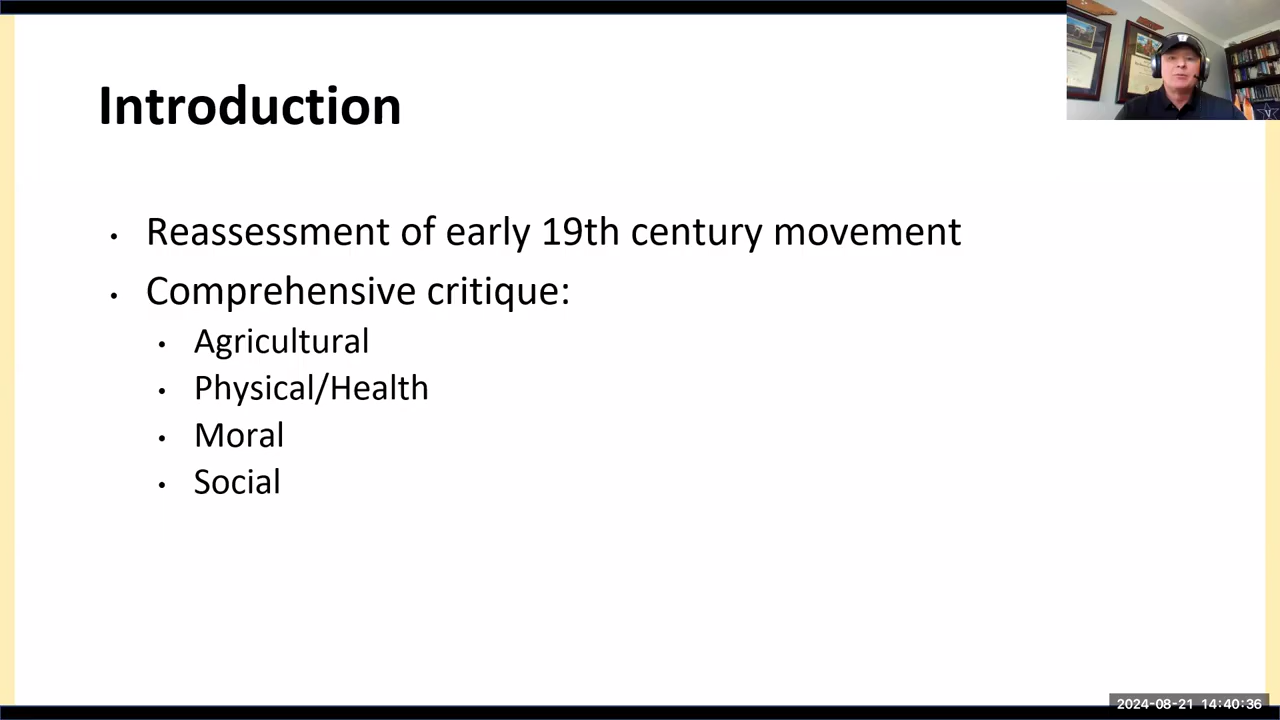 Introduction
• Reassessment of early 19th century movement
• Comprehensive critique:
• Agricultural
• Physical/Health
• Moral
• Social
2024-08-21 14:40:36